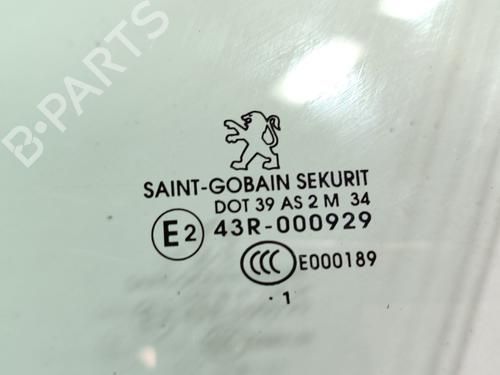 B-PARTS
SAINT-GOBAIN SEKURIT
DOT 39 AS 2 M 34
E2 43R-000929
CCC E000189
. 1